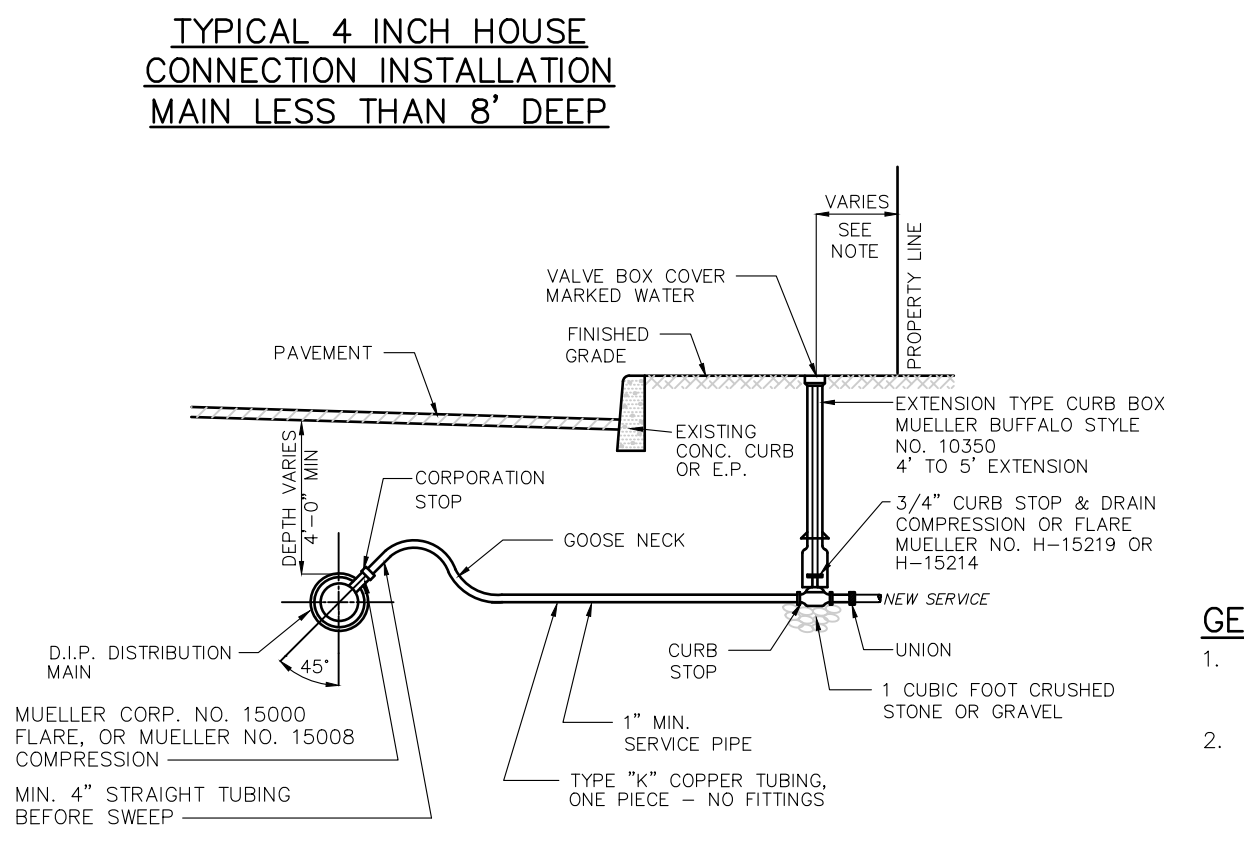 TYPICAL 4 INCH HOUSE
CONNECTION INSTALLATION
MAIN LESS THAN 8' DEEP
VARIES
SEE
NOTE
PROPERTY LINE
VALVE BOX COVER
MARKED WATER
FINISHED
GRADE
PAVEMENT
EXTENSION TYPE CURB BOX
MUELLER BUFFALO STYLE
NO. 10350
4' TO 5' EXTENSION
EXISTING
CONC. CURB
OR E.P.
DEPTH VARIES
4'-0" MIN
CORPORATION
STOP
3/4" CURB STOP & DRAIN
COMPRESSION OR FLARE
MUELLER NO. H-15219 OR
H-15214
GOOSE NECK
NEW SERVICE
D.I.P. DISTRIBUTION
MAIN
45°
CURB
STOP
UNION
1 CUBIC FOOT CRUSHED
STONE OR GRAVEL
MUELLER CORP. NO. 15000
FLARE, OR MUELLER NO. 15008
COMPRESSION
1" MIN.
SERVICE PIPE
TYPE "K" COPPER TUBING,
ONE PIECE - NO FITTINGS
MIN. 4" STRAIGHT TUBING
BEFORE SWEEP
GE
1.
2.